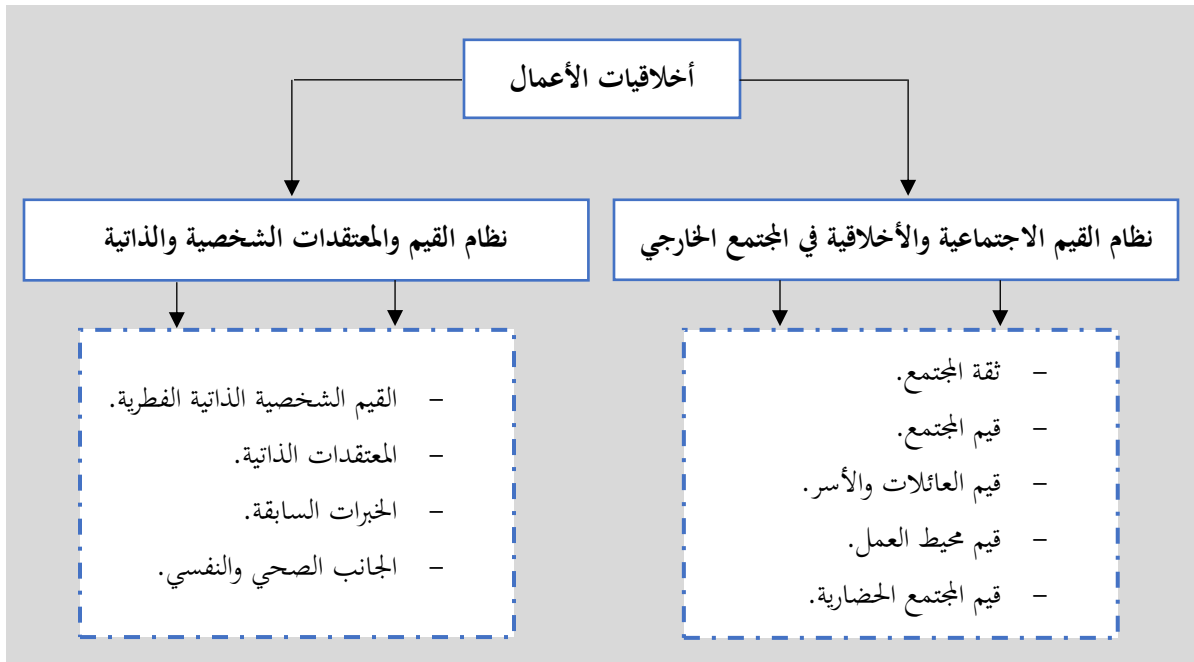 أخلاقيات الأعمال
نظام القيم الاجتماعية والأخلاقية في المجتمع الخارجي
نظام القيم والمعتقدات الشخصية والذاتية
- ثقة المجتمع.
- قيم المجتمع.
- قيم العائلات والأسر.
- قيم محيط العمل.
- قيم المجتمع الحضارية.
- القيم الشخصية الذاتية الفطرية.
- المعتقدات الذاتية.
- الخبرات السابقة.
- الجانب الصحي والنفسي.